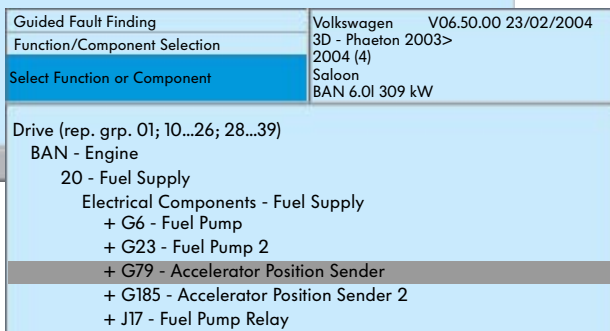 Guided Fault Finding
Function/Component Selection
Select Function or Component
Volkswagen V06.50.00 23/02/2004
3D - Phaeton 2003>
2004 (4)
Saloon
BAN 6.0l 309 kW
Drive (rep. grp. 01; 10...26; 28...39)
BAN - Engine
20 - Fuel Supply
Electrical Components - Fuel Supply
+ G6 - Fuel Pump
+ G23 - Fuel Pump 2
+ G79 - Accelerator Position Sender
+ G185 - Accelerator Position Sender 2
+ J17 - Fuel Pump Relay